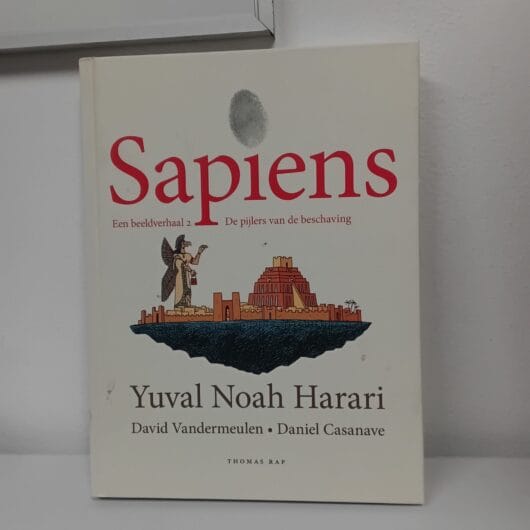 Sapiens
Een beeldverhaal 2 De pijlers van de beschaving
Yuval Noah Harari
David Vandermeulen • Daniel Casanave
THOMAS RAP